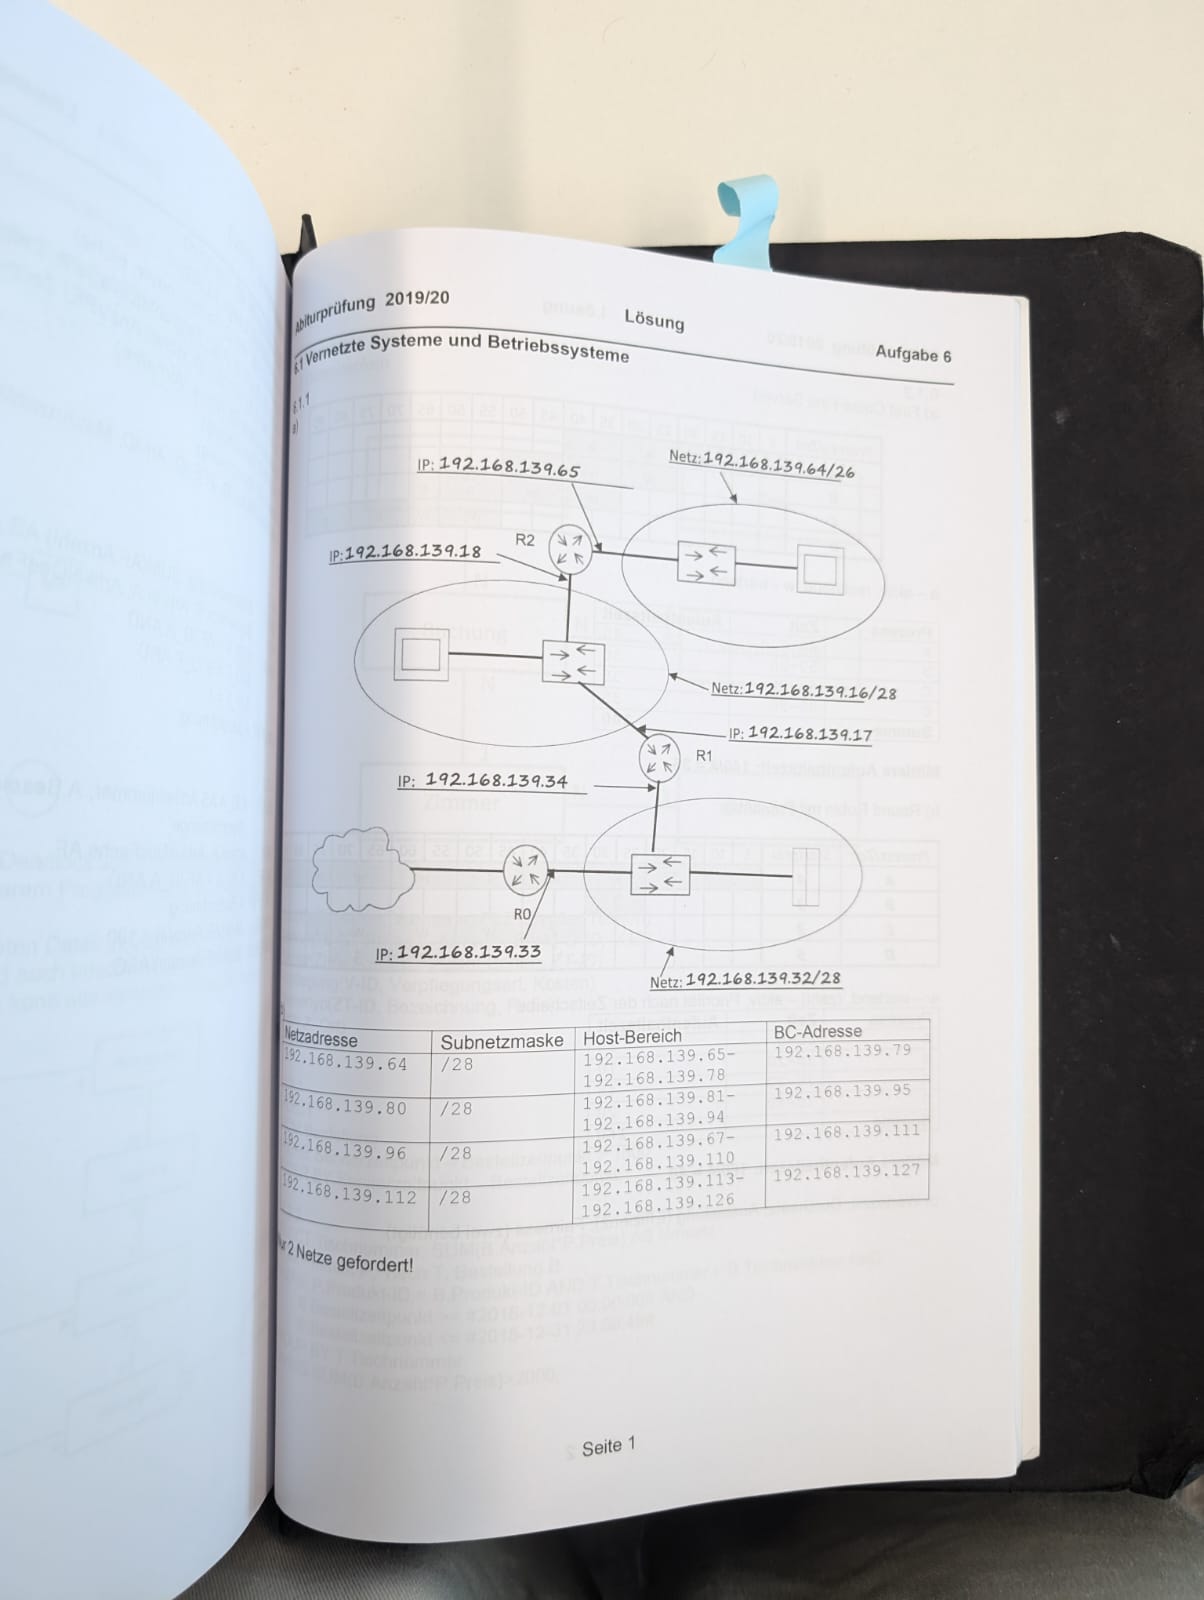 Abiturprüfung 2019/20
Lösung
Aufgabe 6
6.1 Vernetzte Systeme und Betriebssysteme
6.1.1
a)
IP: 192.168.139.65
Netz: 192.168.139.64/26
R2
IP: 192.168.139.18
Netz: 192.168.139.16/28
IP: 192.168.139.17
R1
IP: 192.168.139.34
R0
IP: 192.168.139.33
Netz: 192.168.139.32/28
Netzadresse Subnetzmaske Host-Bereich BC-Adresse
192.168.139.64 /28 192.168.139.65- 192.168.139.79
192.168.139.78
192.168.139.80 /28 192.168.139.81- 192.168.139.95
192.168.139.94
192.168.139.96 /28 192.168.139.67- 192.168.139.111
192.168.139.110
192.168.139.112 /28 192.168.139.113- 192.168.139.127
192.168.139.126
2 Netze gefordert!
Seite 1